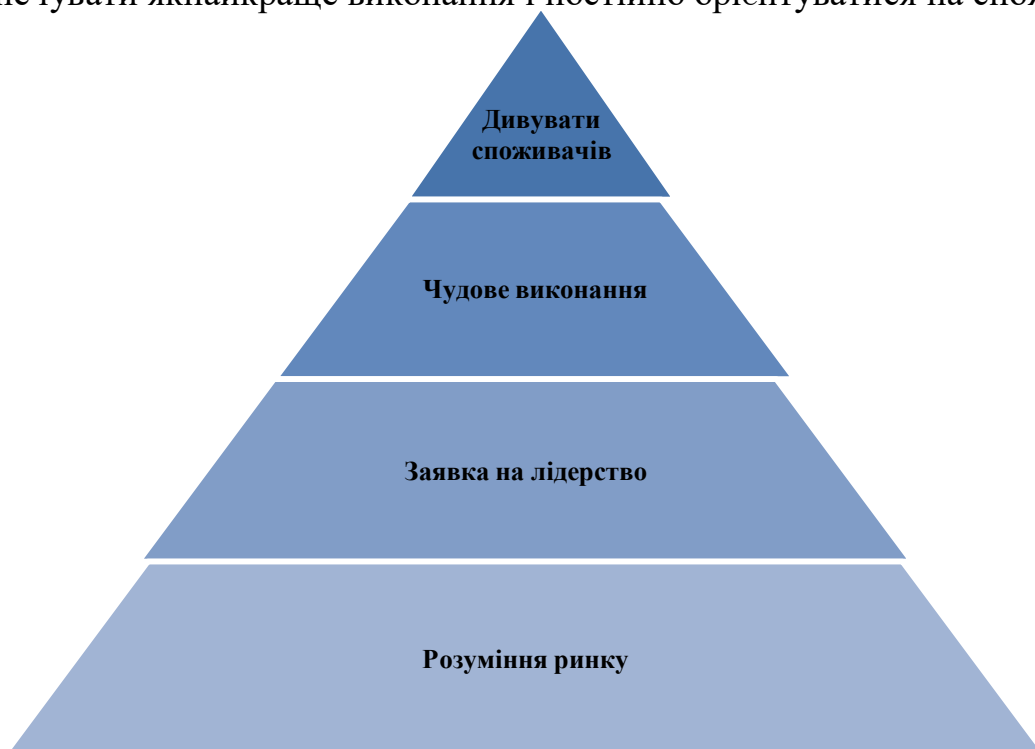 якнайкраще виконання і постійно орієнтуватися на
Дивувати
споживачів
Чудове виконання
Заявка на лідерство
Розуміння ринку